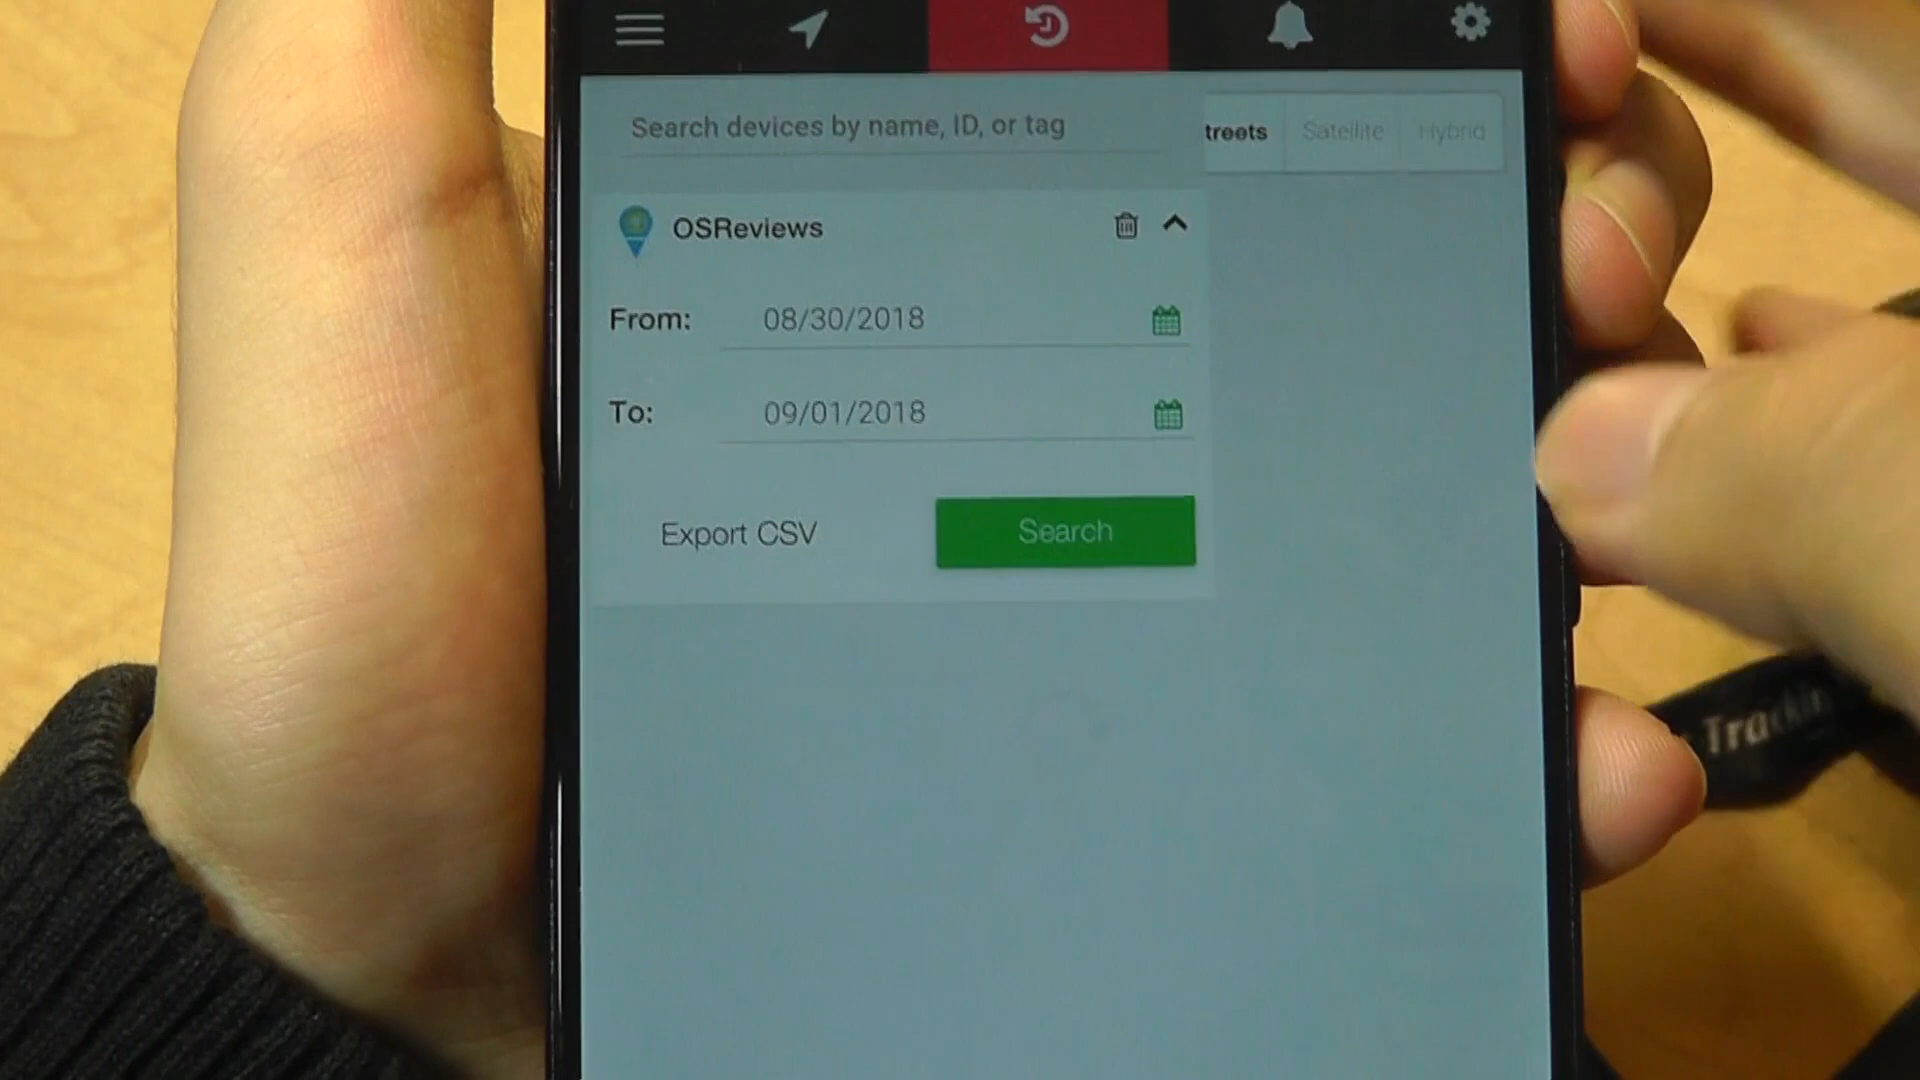 Search devices by name, ID, or tag
treets Satellite Hybrid
OSReviews
From: 08/30/2018
To: 09/01/2018
Export CSV Search